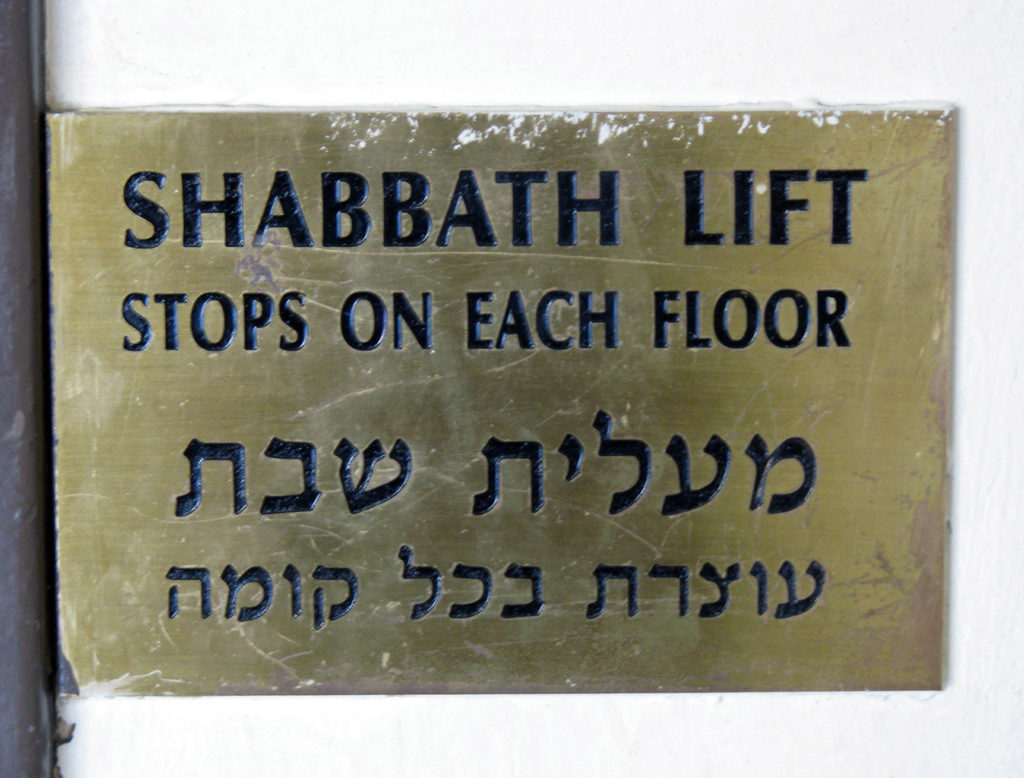 SHABBATH LIFT
STOPS ON EACH FLOOR
מעלית שבת
עוצרת בכל קומה